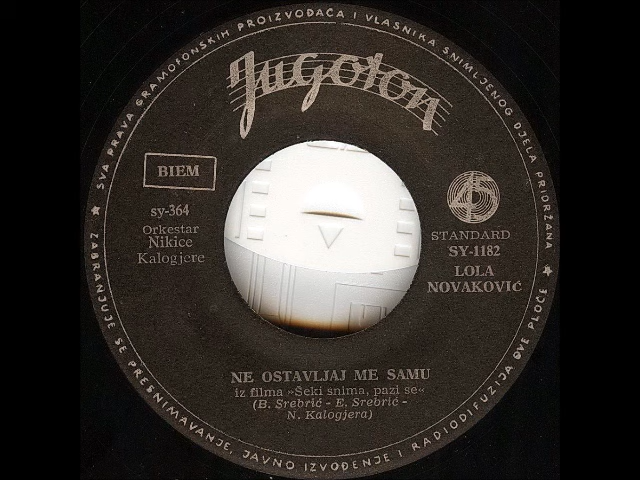 SVA PRAVA GRAMOFONSKIH PROIZVOĐAČA I VLASNIKA SNIMLJENOG DJELA PRIDRŽANA
Jugoton
BIEM
sy-364
Orkestar
Nikice
Kalogjere
45
STANDARD
SY-1182
LOLA
NOVAKOVIĆ
NE OSTAVLJAJ ME SAMU
iz filma »Šeki snima, pazi se«
(B. Srebrić - E. Srebrić -
N. Kalogjera)
ZABRANJUJE SE PRESNIMAVANJE, JAVNO IZVOĐENJE I RADIODIFUZIJA OVE PLOČE